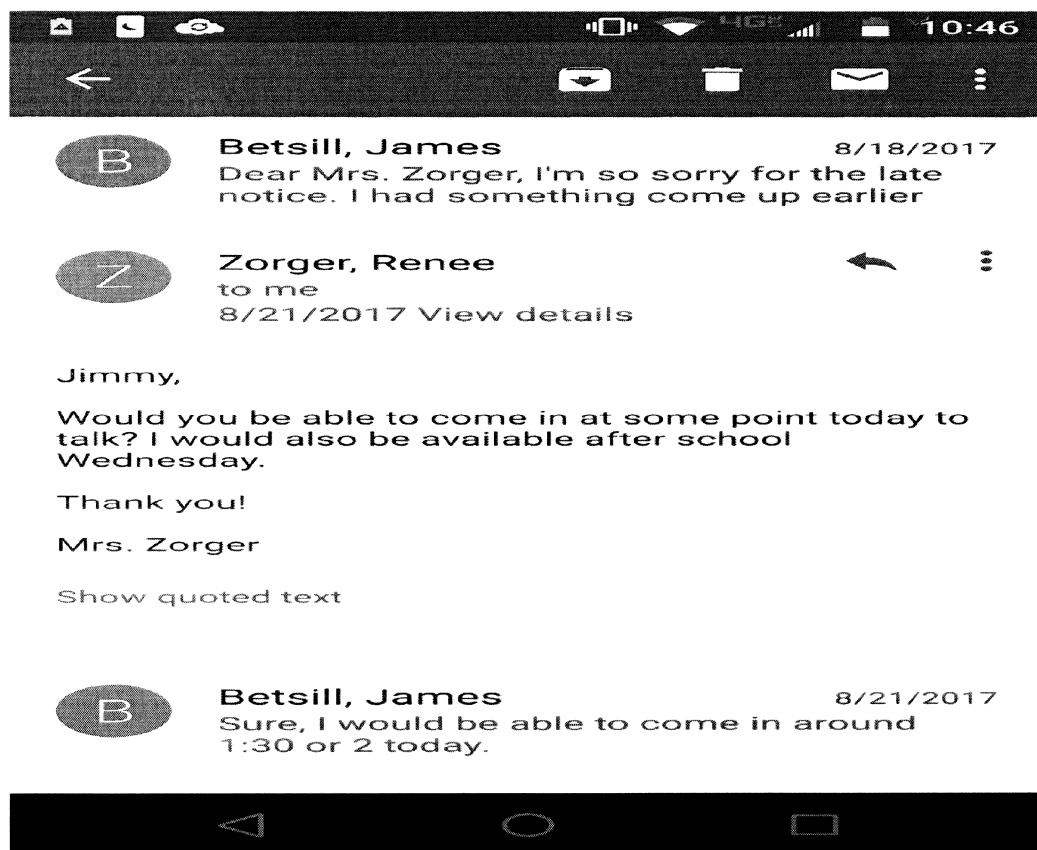 4G 10:46
B
Betsill, James 8/18/2017
Dear Mrs. Zorger, I'm so sorry for the late
notice. I had something come up earlier
Z
Zorger, Renee
to me
8/21/2017 View details
Jimmy,
Would you be able to come in at some point today to
talk? I would also be available after school
Wednesday.
Thank you!
Mrs. Zorger
Show quoted text
B
Betsill, James 8/21/2017
Sure, I would be able to come in around
1:30 or 2 today.